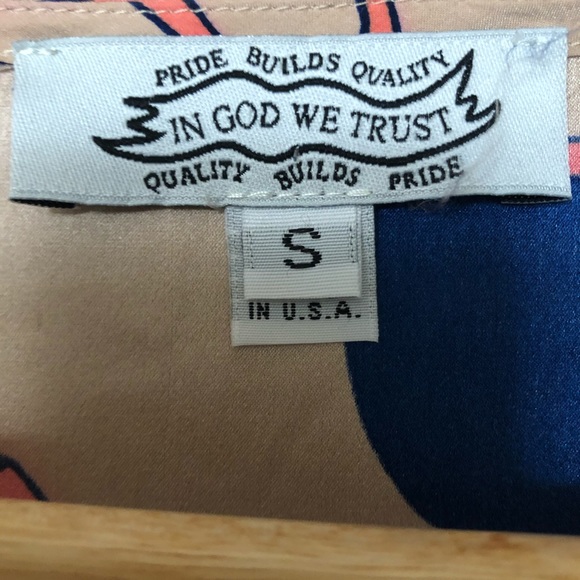 PRIDE BUILDS QUALITY
IN GOD WE TRUST
QUALITY BUILDS PRIDE
S
IN U.S.A.